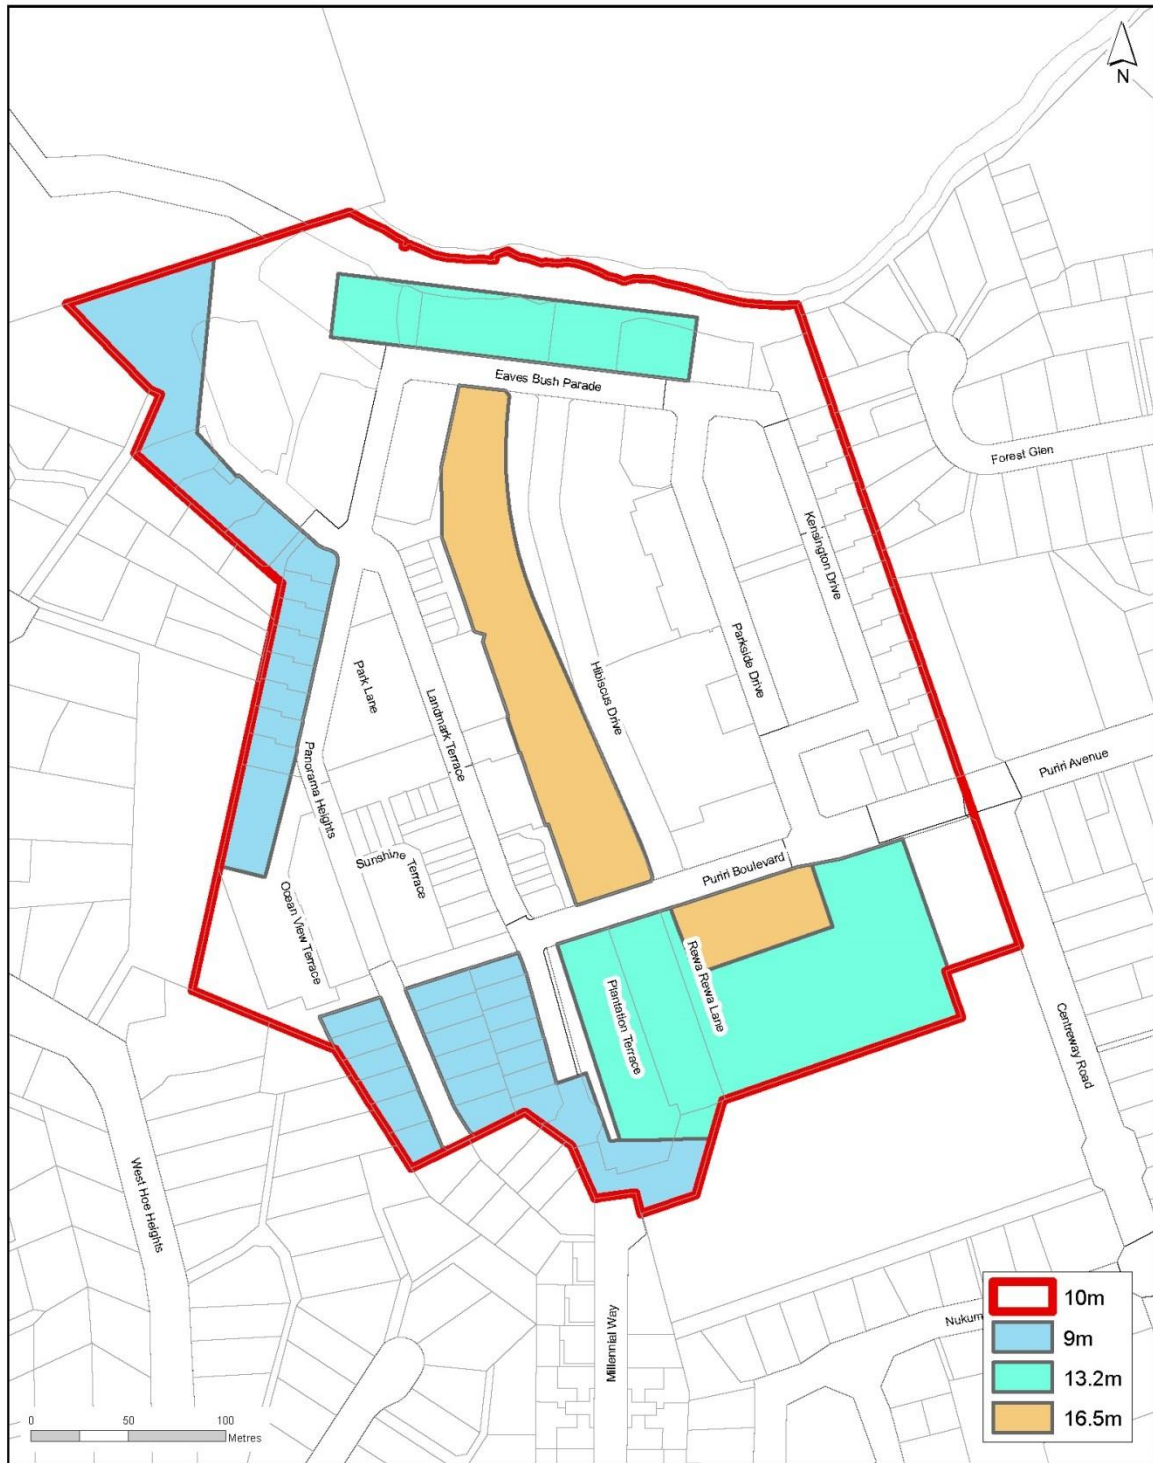 N
Eaves Bush Parade
Forest Glen
Kensington Drive
Parkside Drive
Hibiscus Drive
Park Lane
Landmark Terrace
Panorama Heights
Puriri Avenue
Sunshine Terrace
Puriri Boulevard
Ocean View Terrace
Rewa Rewa Lane
Plantation Terrace
Centreway Road
West Hoe Heights
Millennial Way
10m
9m
13.2m
16.5m
0 50 100
Metres